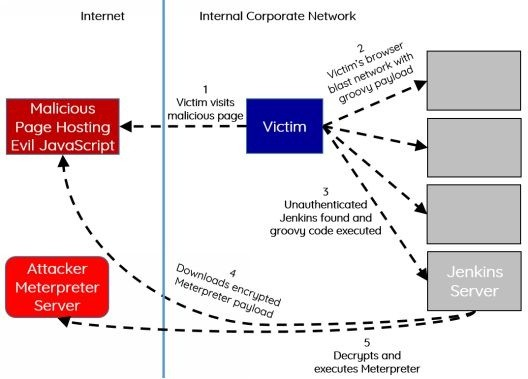 Internet
Internal Corporate Network
1
Victim visits
malicious page
2
Victim's browser
blast network with
groovy payload
Malicious
Page Hosting
Evil JavaScript
Victim
3
Unauthenticated
Jenkins found and
groovy code executed
Attacker
Meterpreter
Server
4
Downloads encrypted
Meterpreter payload
Jenkins
Server
5
Decrypts and
executes Meterpreter